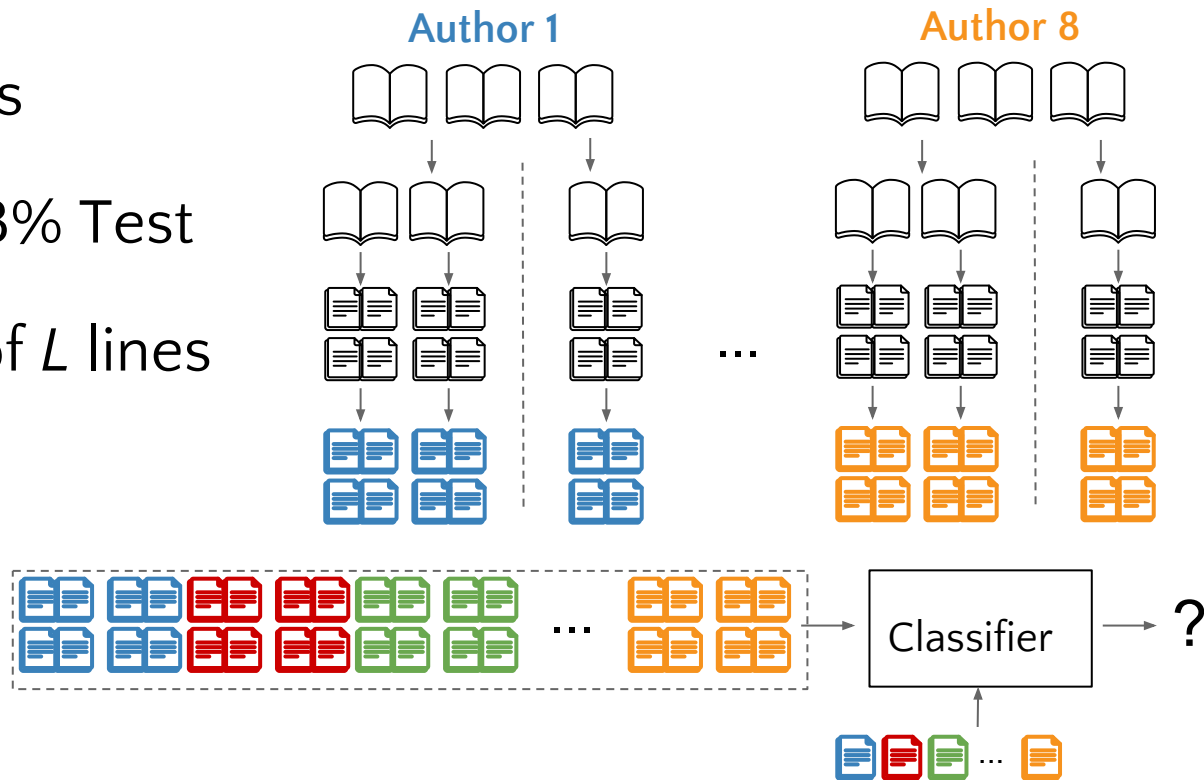 Author 1
Author 8
s
3% Test
of L lines
...
...
Classifier
?
...